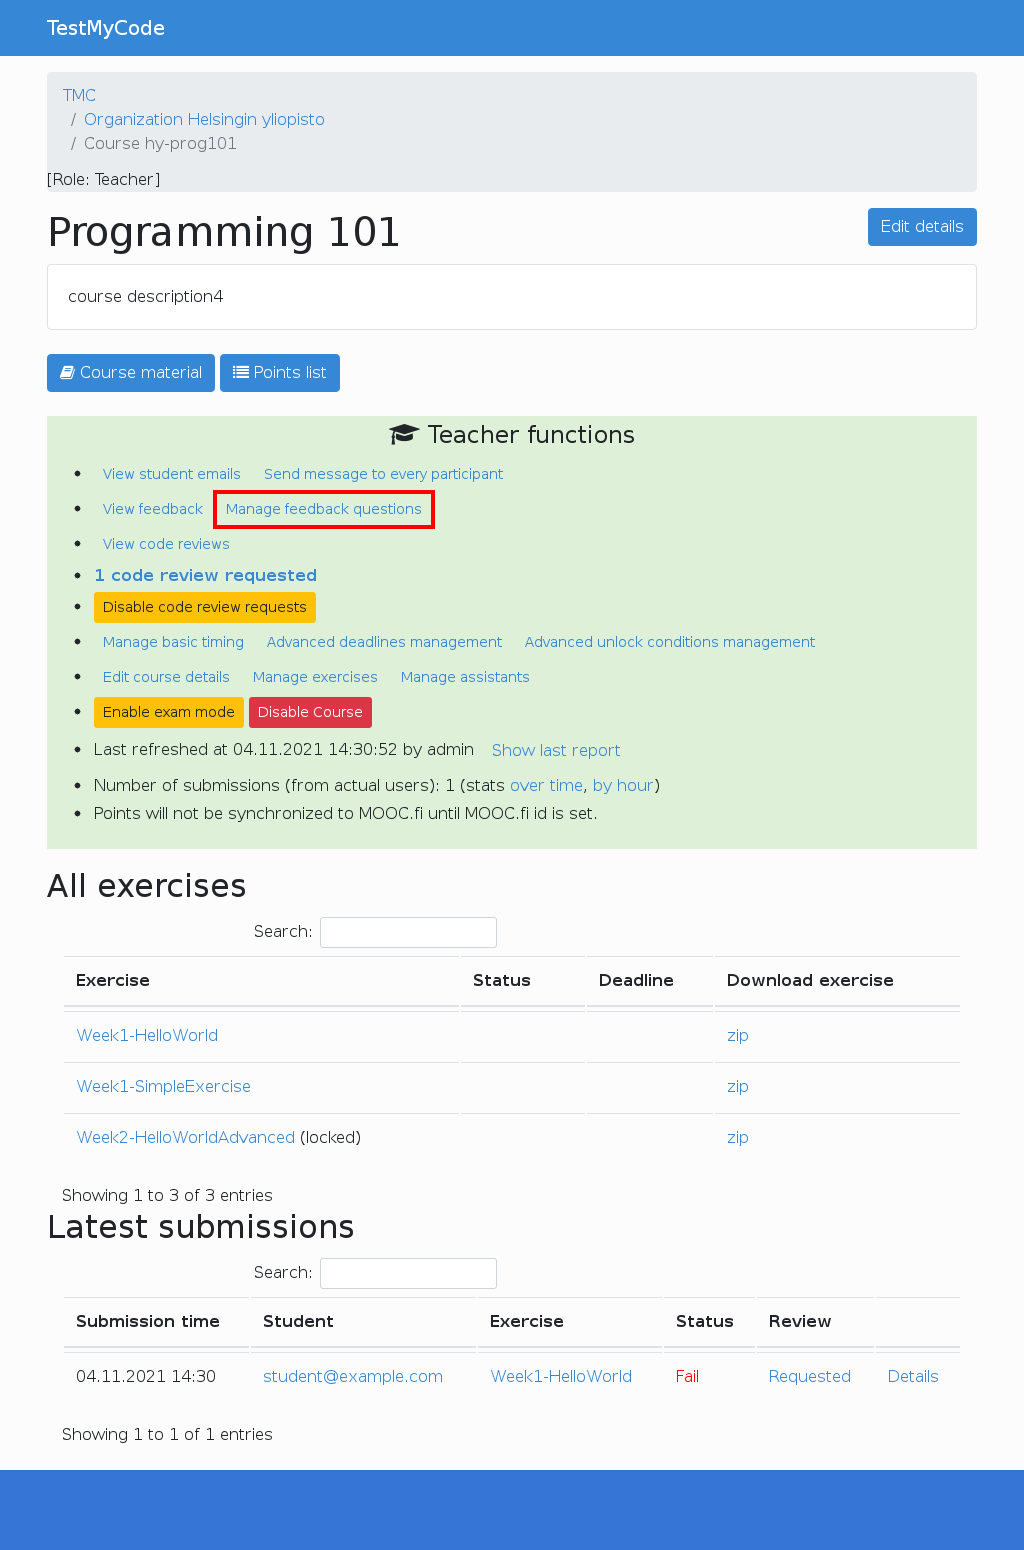 TestMyCode
TMC
/ Organization Helsingin yliopisto
/ Course hy-prog101
[Role: Teacher]
Programming 101
Edit details
course description4
Course material Points list
Teacher functions
• View student emails Send message to every participant
• View feedback Manage feedback questions
• View code reviews
• 1 code review requested
• Disable code review requests
• Manage basic timing Advanced deadlines management Advanced unlock conditions management
• Edit course details Manage exercises Manage assistants
• Enable exam mode Disable Course
• Last refreshed at 04.11.2021 14:30:52 by admin Show last report
• Number of submissions (from actual users): 1 (stats over time, by hour)
• Points will not be synchronized to MOOC.fi until MOOC.fi id is set.
All exercises
Search:
Exercise Status Deadline Download exercise
Week1-HelloWorld zip
Week1-SimpleExercise zip
Week2-HelloWorldAdvanced (locked) zip
Showing 1 to 3 of 3 entries
Latest submissions
Search:
Submission time Student Exercise Status Review
04.11.2021 14:30 student@example.com Week1-HelloWorld Fail Requested Details
Showing 1 to 1 of 1 entries